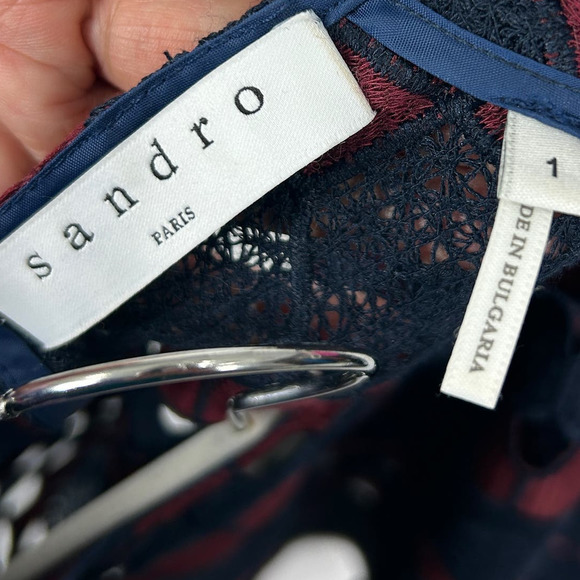 sandro
PARIS
1
DE IN BULGARIA